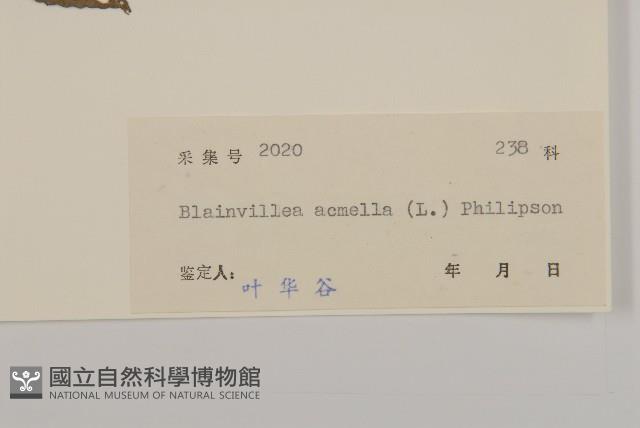 采集号 2020 238 科
Blainvillea acmella (L.) Philipson
鉴定人: 叶华谷 年 月 日
國立自然科學博物館
NATIONAL MUSEUM OF NATURAL SCIENCE